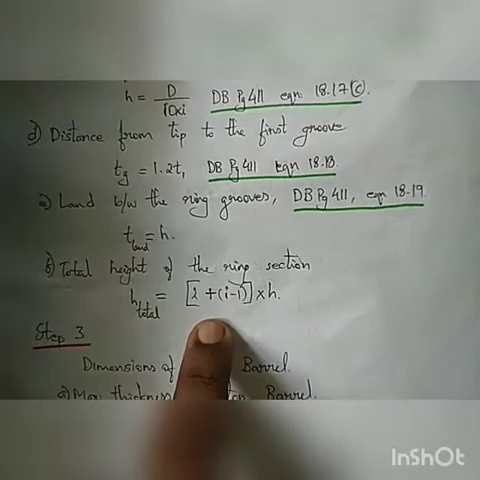 h = D / 10xi DB Pg 411 eqn 18.17(c).
d) Distance from tip to the first groove
tg = 1.2t, DB Pg 411 eqn 18.18.
e) Land b/w the ring grooves, DB Pg 411, eqn 18.19.
tland = h.
f) Total height of the ring section
htotal = [i + (i-1)] x h.
Step 3
Dimensions of Barrel.
a) Max. thickness Barrel.
InShOt